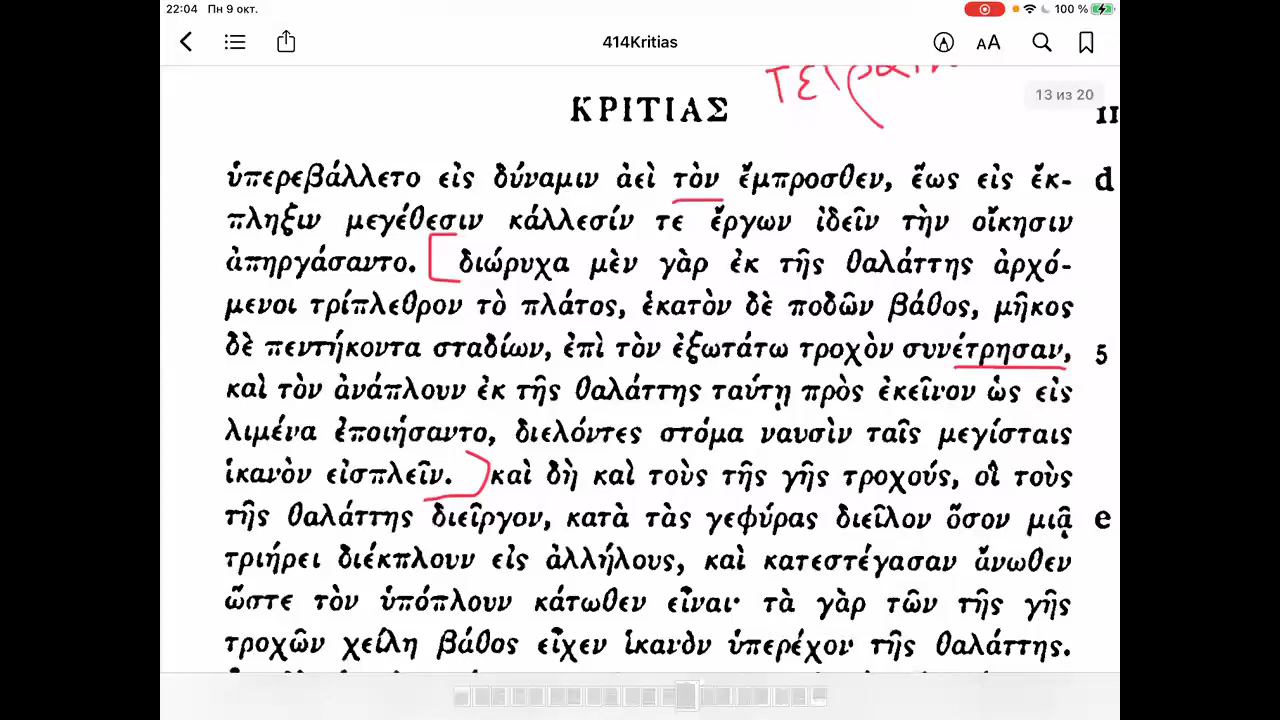 22:04 Пн 9 окт.
100 %
414Kritias
AA
13 из 20
ΚΡΙΤΙΑΣ
ὑπερεβάλλετο εἰς δύναμιν ἀεὶ τὸν ἔμπροσθεν, ἕως εἰς ἔκ- d
πληξιν μεγέθεσιν κάλλεσίν τε ἔργων ἰδεῖν τὴν οἴκησιν
ἀπηργάσαντο. διώρυχα μὲν γὰρ ἐκ τῆς θαλάττης ἀρχό-
μενοι τρίπλεθρον τὸ πλάτος, ἑκατὸν δὲ ποδῶν βάθος, μῆκος
δὲ πεντήκοντα σταδίων, ἐπὶ τὸν ἐξωτάτω τροχὸν συνέτρησαν, 5
καὶ τὸν ἀνάπλουν ἐκ τῆς θαλάττης ταύτῃ πρὸς ἐκεῖνον ὡς εἰς
λιμένα ἐποιήσαντο, διελόντες στόμα ναυσὶν ταῖς μεγίσταις
ἱκανὸν εἰσπλεῖν. καὶ δὴ καὶ τοὺς τῆς γῆς τροχούς, οἳ τοὺς
τῆς θαλάττης διεῖργον, κατὰ τὰς γεφύρας διεῖλον ὅσον μιᾷ e
τριήρει διέκπλουν εἰς ἀλλήλους, καὶ κατεστέγασαν ἄνωθεν
ὥστε τὸν ὑπόπλουν κάτωθεν εἶναι· τὰ γὰρ τῶν τῆς γῆς
τροχῶν χείλη βάθος εἶχεν ἱκανὸν ὑπερέχον τῆς θαλάττης.